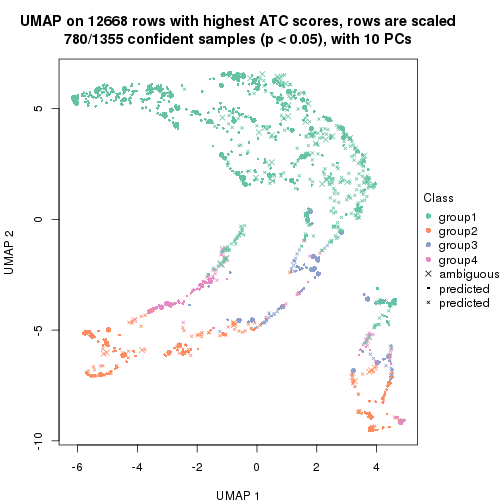 UMAP on 12668 rows with highest ATC scores, rows are scaled
780/1355 confident samples (p < 0.05), with 10 PCs
5
0
-5
-10
UMAP 2
-6 -4 -2 0 2 4
UMAP 1
Class
group1
group2
group3
group4
ambiguous
predicted
predicted